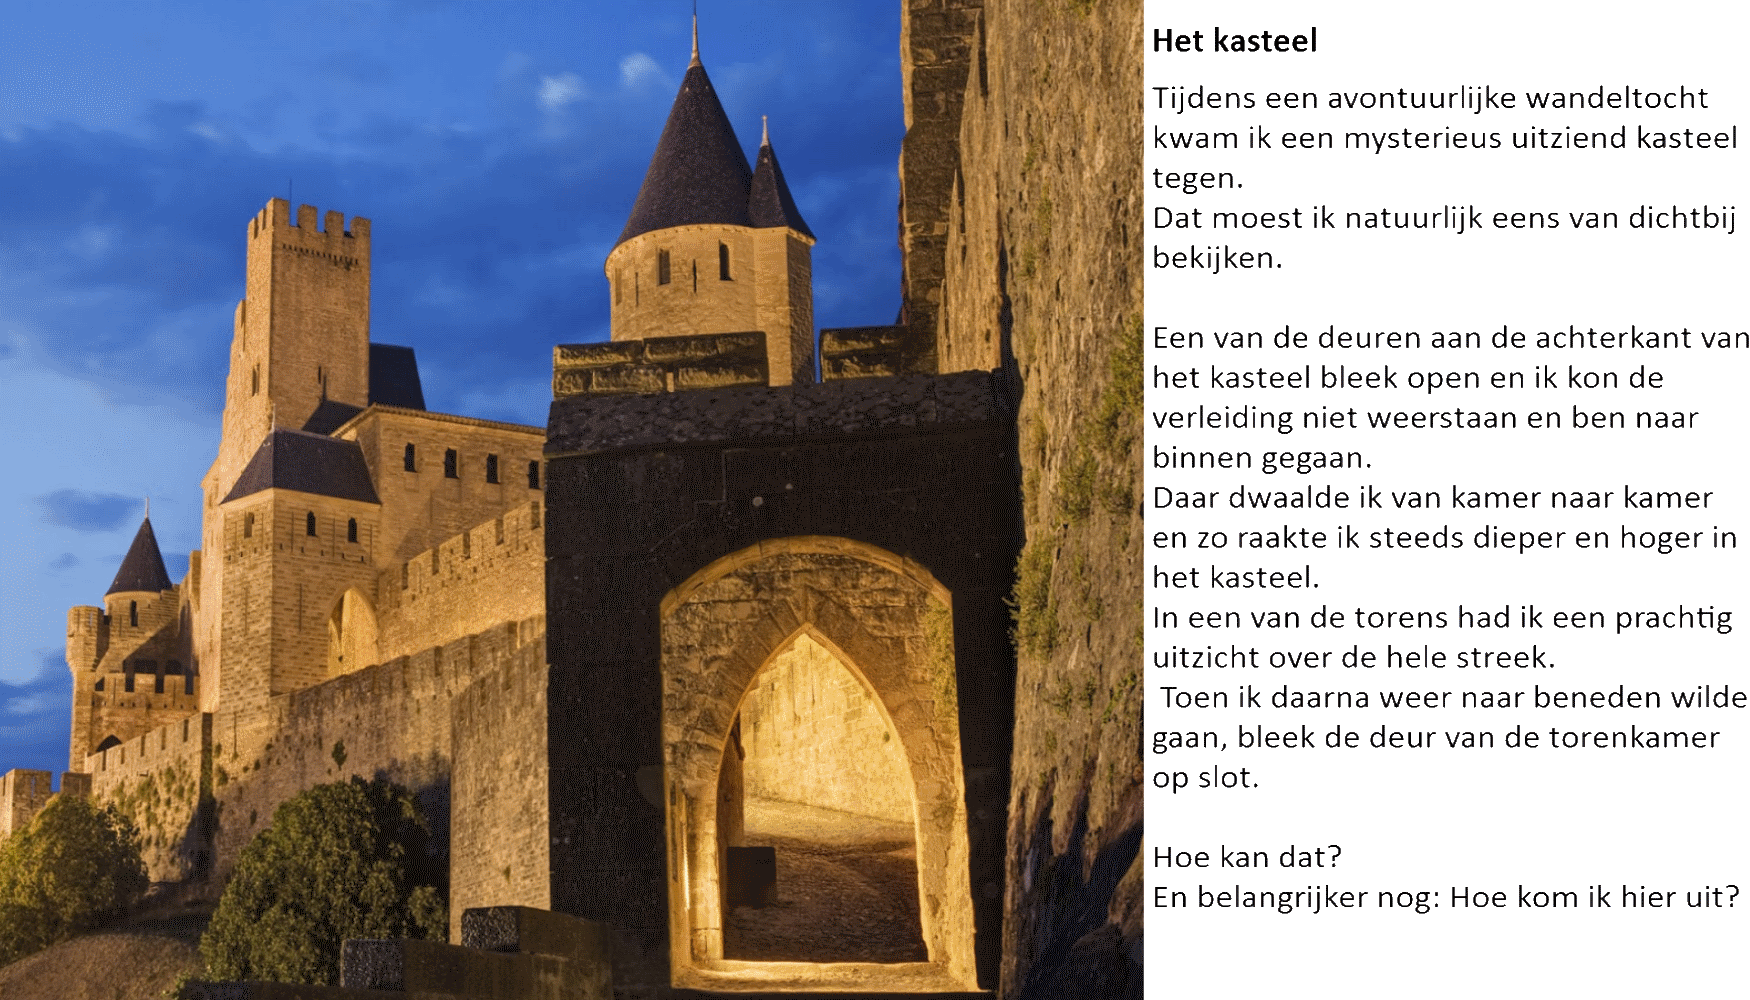 Het kasteel
Tijdens een avontuurlijke wandeltocht
kwam ik een mysterieus uitziend kasteel
tegen.
Dat moest ik natuurlijk eens van dichtbij
bekijken.
Een van de deuren aan de achterkant van
het kasteel bleek open en ik kon de
verleiding niet weerstaan en ben naar
binnen gegaan.
Daar dwaalde ik van kamer naar kamer
en zo raakte ik steeds dieper en hoger in
het kasteel.
In een van de torens had ik een prachtig
uitzicht over de hele streek.
Toen ik daarna weer naar beneden wilde
gaan, bleek de deur van de torenkamer
op slot.
Hoe kan dat?
En belangrijker nog: Hoe kom ik hier uit?